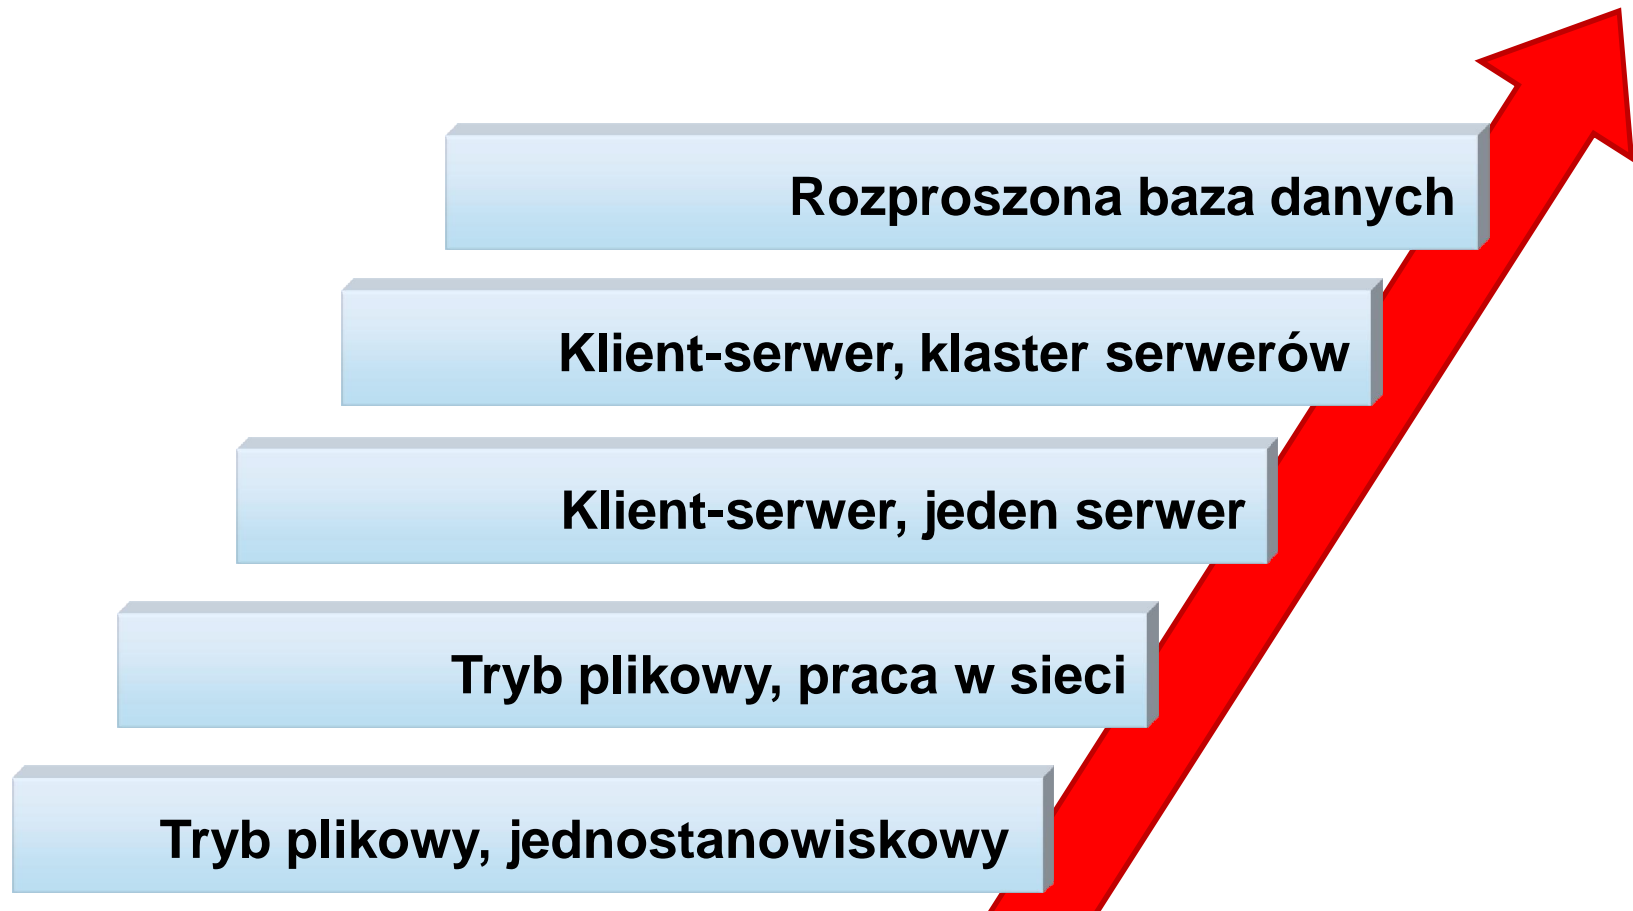 Rozproszona baza danych
Klient-serwer, klaster serwerów
Klient-serwer, jeden serwer
Tryb plikowy, praca w sieci
Tryb plikowy, jednostanowiskowy